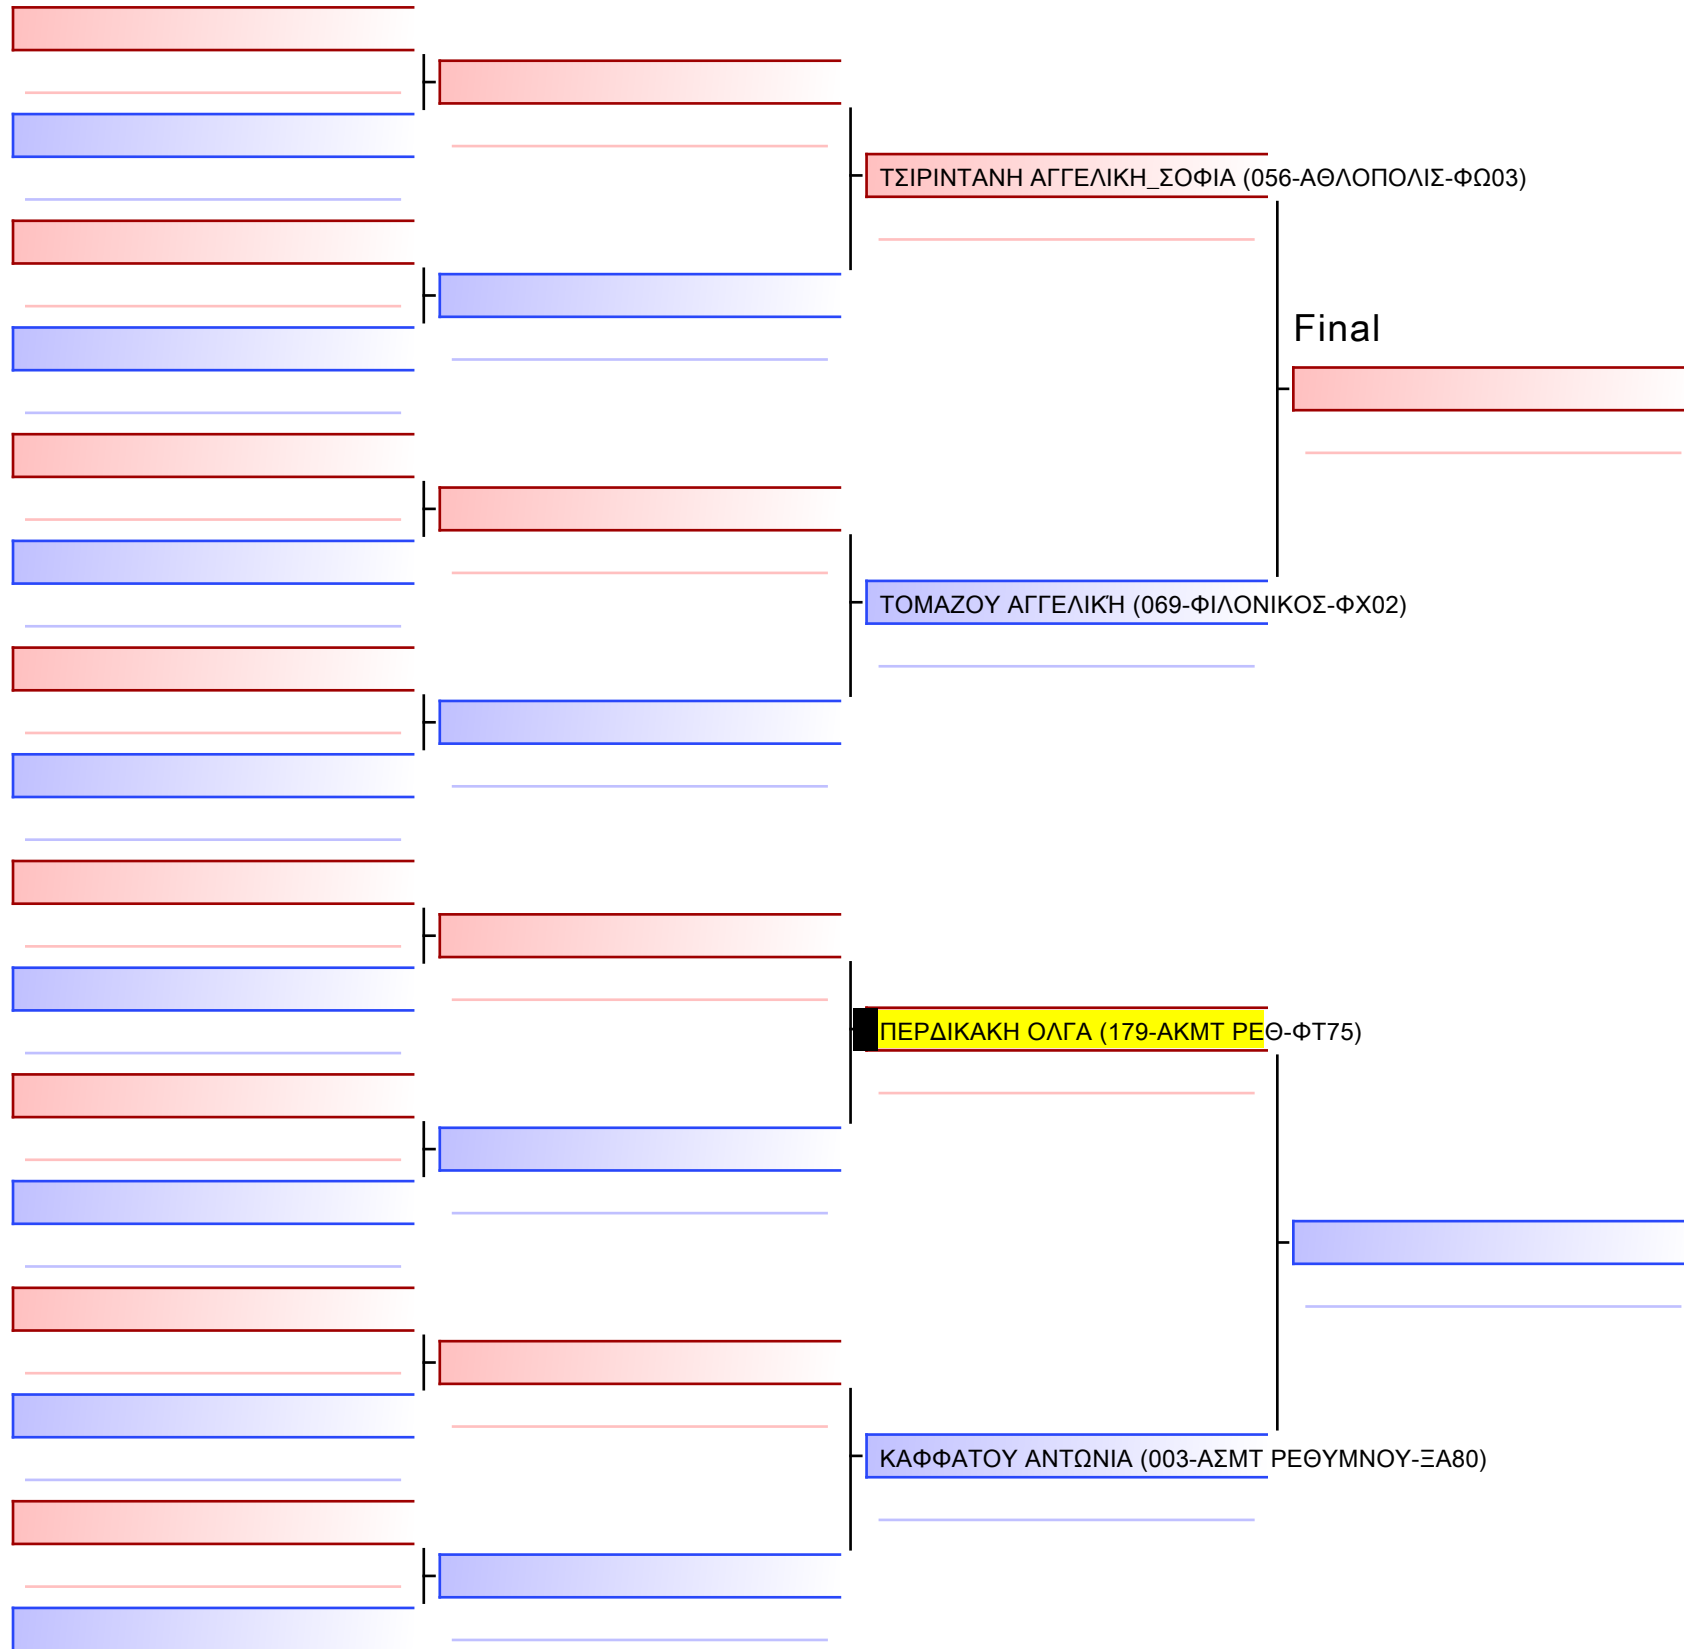 ΤΣΙΡΙΝΤΑΝΗ ΑΓΓΕΛΙΚΗ_ΣΟΦΙΑ (056-ΑΘΛΟΠΟΛΙΣ-ΦΩ03)
Final
ΤΟΜΑΖΟΥ ΑΓΓΕΛΙΚΉ (069-ΦΙΛΟΝΙΚΟΣ-ΦΧ02)
ΠΕΡΔΙΚΑΚΗ ΟΛΓΑ (179-ΑΚΜΤ ΡΕΘ-ΦΤ75)
ΚΑΦΦΑΤΟΥ ΑΝΤΩΝΙΑ (003-ΑΣΜΤ ΡΕΘΥΜΝΟΥ-ΞΑ80)